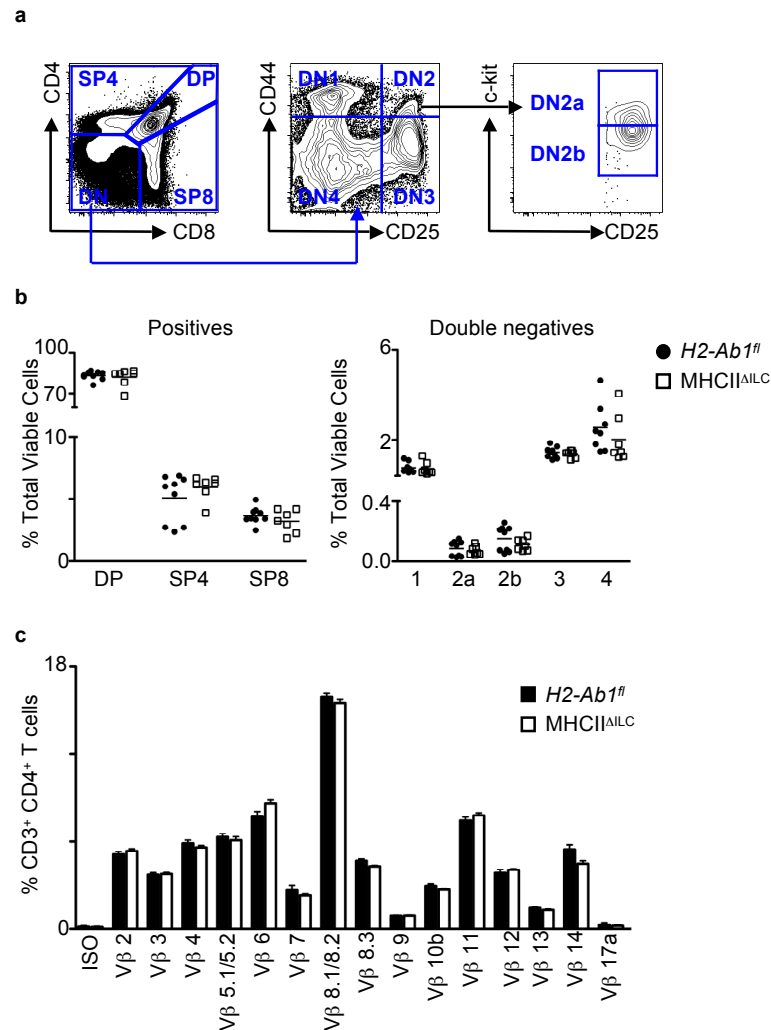 a
CD4
SP4
DP
DN
SP8
CD8
CD44
DN1
DN2
DN4
DN3
CD25
c-kit
DN2a
DN2b
CD25
b
Positives
Double negatives
% Total Viable Cells
100
70
10
0
DP SP4 SP8
% Total Viable Cells
6
2
0.4
0.0
1 2a 2b 3 4
H2-Ab1fl
MHCIIΔILC
c
% CD3+ CD4+ T cells
18
0
H2-Ab1fl
MHCIIΔILC
ISO
Vβ 2
Vβ 3
Vβ 4
Vβ 5.1/5.2
Vβ 6
Vβ 7
Vβ 8.1/8.2
Vβ 8.3
Vβ 9
Vβ 10b
Vβ 11
Vβ 12
Vβ 13
Vβ 14
Vβ 17a